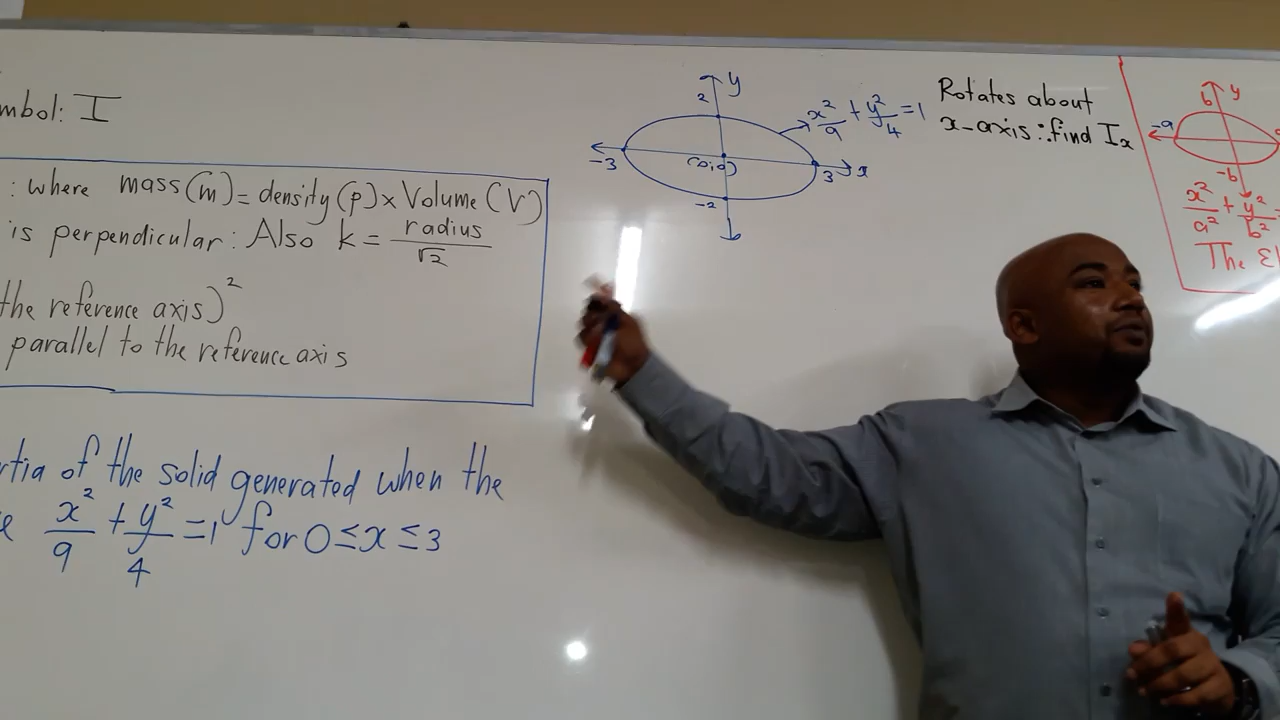 mbol: I
: where mass(m) = density(ρ) x Volume (V)
is perpendicular: Also k = radius/√2
the reference axis)²
parallel to the reference axis
rtia of the solid generated when the
x²/9 + y²/4 = 1 for 0 ≤ x ≤ 3
y
2
x²/9 + y²/4 = 1
-3
(0,0)
3
x
-2
Rotates about
x-axis ∴ find Iₓ
y
b
-a
-b
x²/a² + y²/b² =
The El